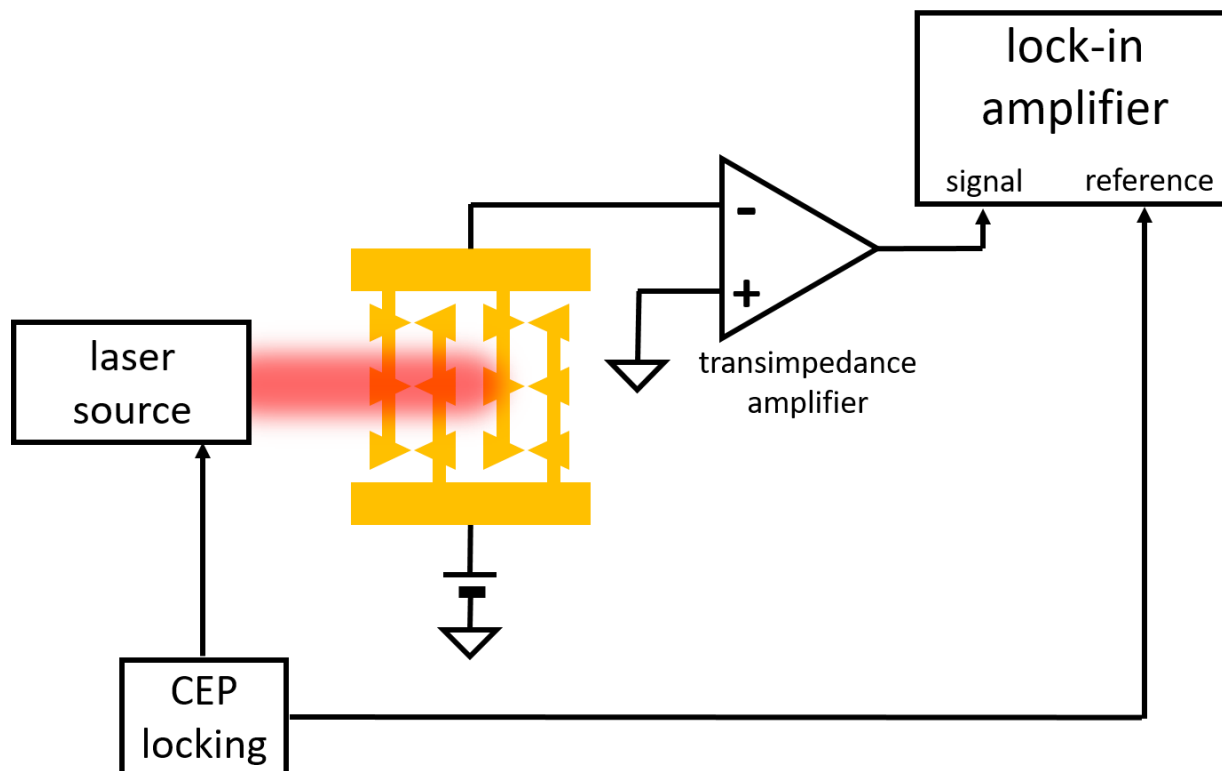 lock-in
amplifier
signal reference
-
+
laser
source
transimpedance
amplifier
CEP
locking